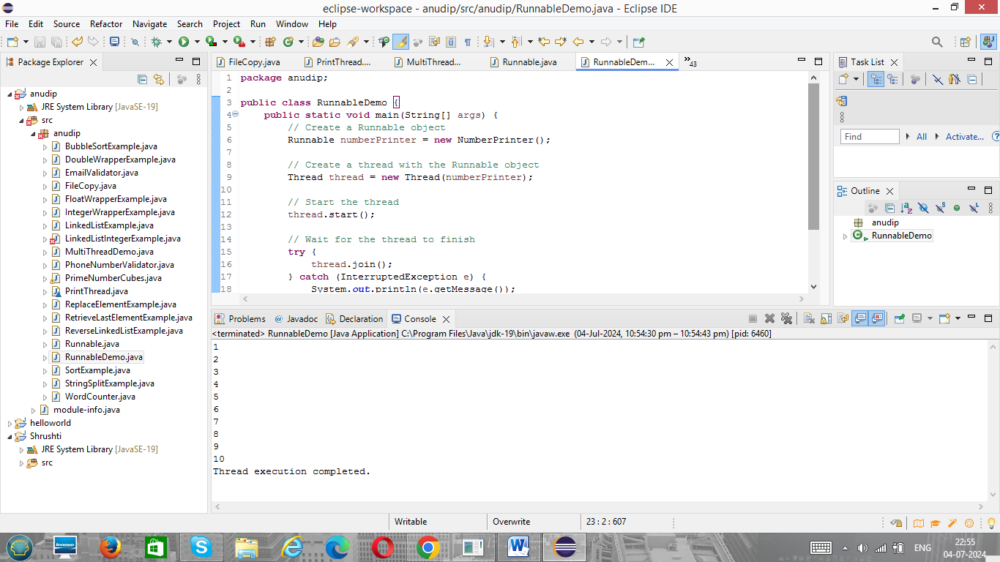 eclipse-workspace - anudip/src/anudip/RunnableDemo.java - Eclipse IDE
File Edit Source Refactor Navigate Search Project Run Window Help
Package Explorer
anudip
JRE System Library [JavaSE-19]
src
anudip
BubbleSortExample.java
DoubleWrapperExample.java
EmailValidator.java
FileCopy.java
FloatWrapperExample.java
IntegerWrapperExample.java
LinkedListExample.java
LinkedListIntegerExample.java
MultiThreadDemo.java
PhoneNumberValidator.java
PrimeNumberCubes.java
PrintThread.java
ReplaceElementExample.java
RetrieveLastElementExample.java
ReverseLinkedListExample.java
Runnable.java
RunnableDemo.java
SortExample.java
StringSplitExample.java
WordCounter.java
module-info.java
helloworld
Shrushti
JRE System Library [JavaSE-19]
src
FileCopy.java PrintThread.... MultiThread... Runnable.java RunnableDem... 43
1 package anudip;
2
3 public class RunnableDemo {
4 public static void main(String[] args) {
5 // Create a Runnable object
6 Runnable numberPrinter = new NumberPrinter();
7
8 // Create a thread with the Runnable object
9 Thread thread = new Thread(numberPrinter);
10
11 // Start the thread
12 thread.start();
13
14 // Wait for the thread to finish
15 try {
16 thread.join();
17 } catch (InterruptedException e) {
18 System.out.println(e.getMessage());
Task List
Find All Activate...
Outline
anudip
RunnableDemo
Problems @ Javadoc Declaration Console
<terminated> RunnableDemo [Java Application] C:\Program Files\Java\jdk-19\bin\javaw.exe (04-Jul-2024, 10:54:30 pm – 10:54:43 pm) [pid: 6460]
1
2
3
4
5
6
7
8
9
10
Thread execution completed.
Writable Overwrite 23 : 2 : 607
lenovo
ENG
22:55
04-07-2024